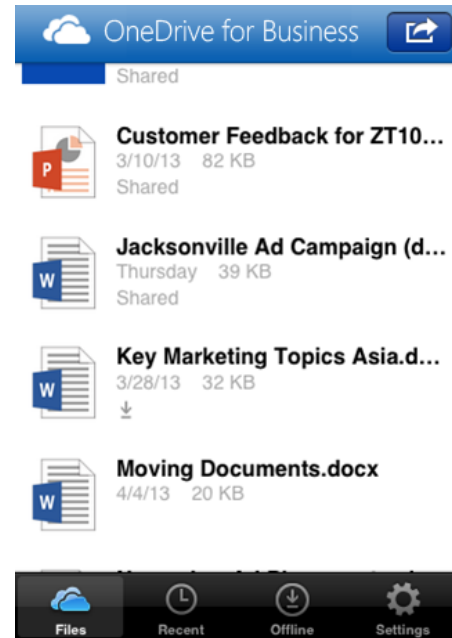 OneDrive for Business
Shared
Customer Feedback for ZT10...
3/10/13 82 KB
Shared
P
Jacksonville Ad Campaign (d...
Thursday 39 KB
Shared
W
Key Marketing Topics Asia.d...
3/28/13 32 KB
W
Moving Documents.docx
4/4/13 20 KB
W
Files Recent Offline Settings